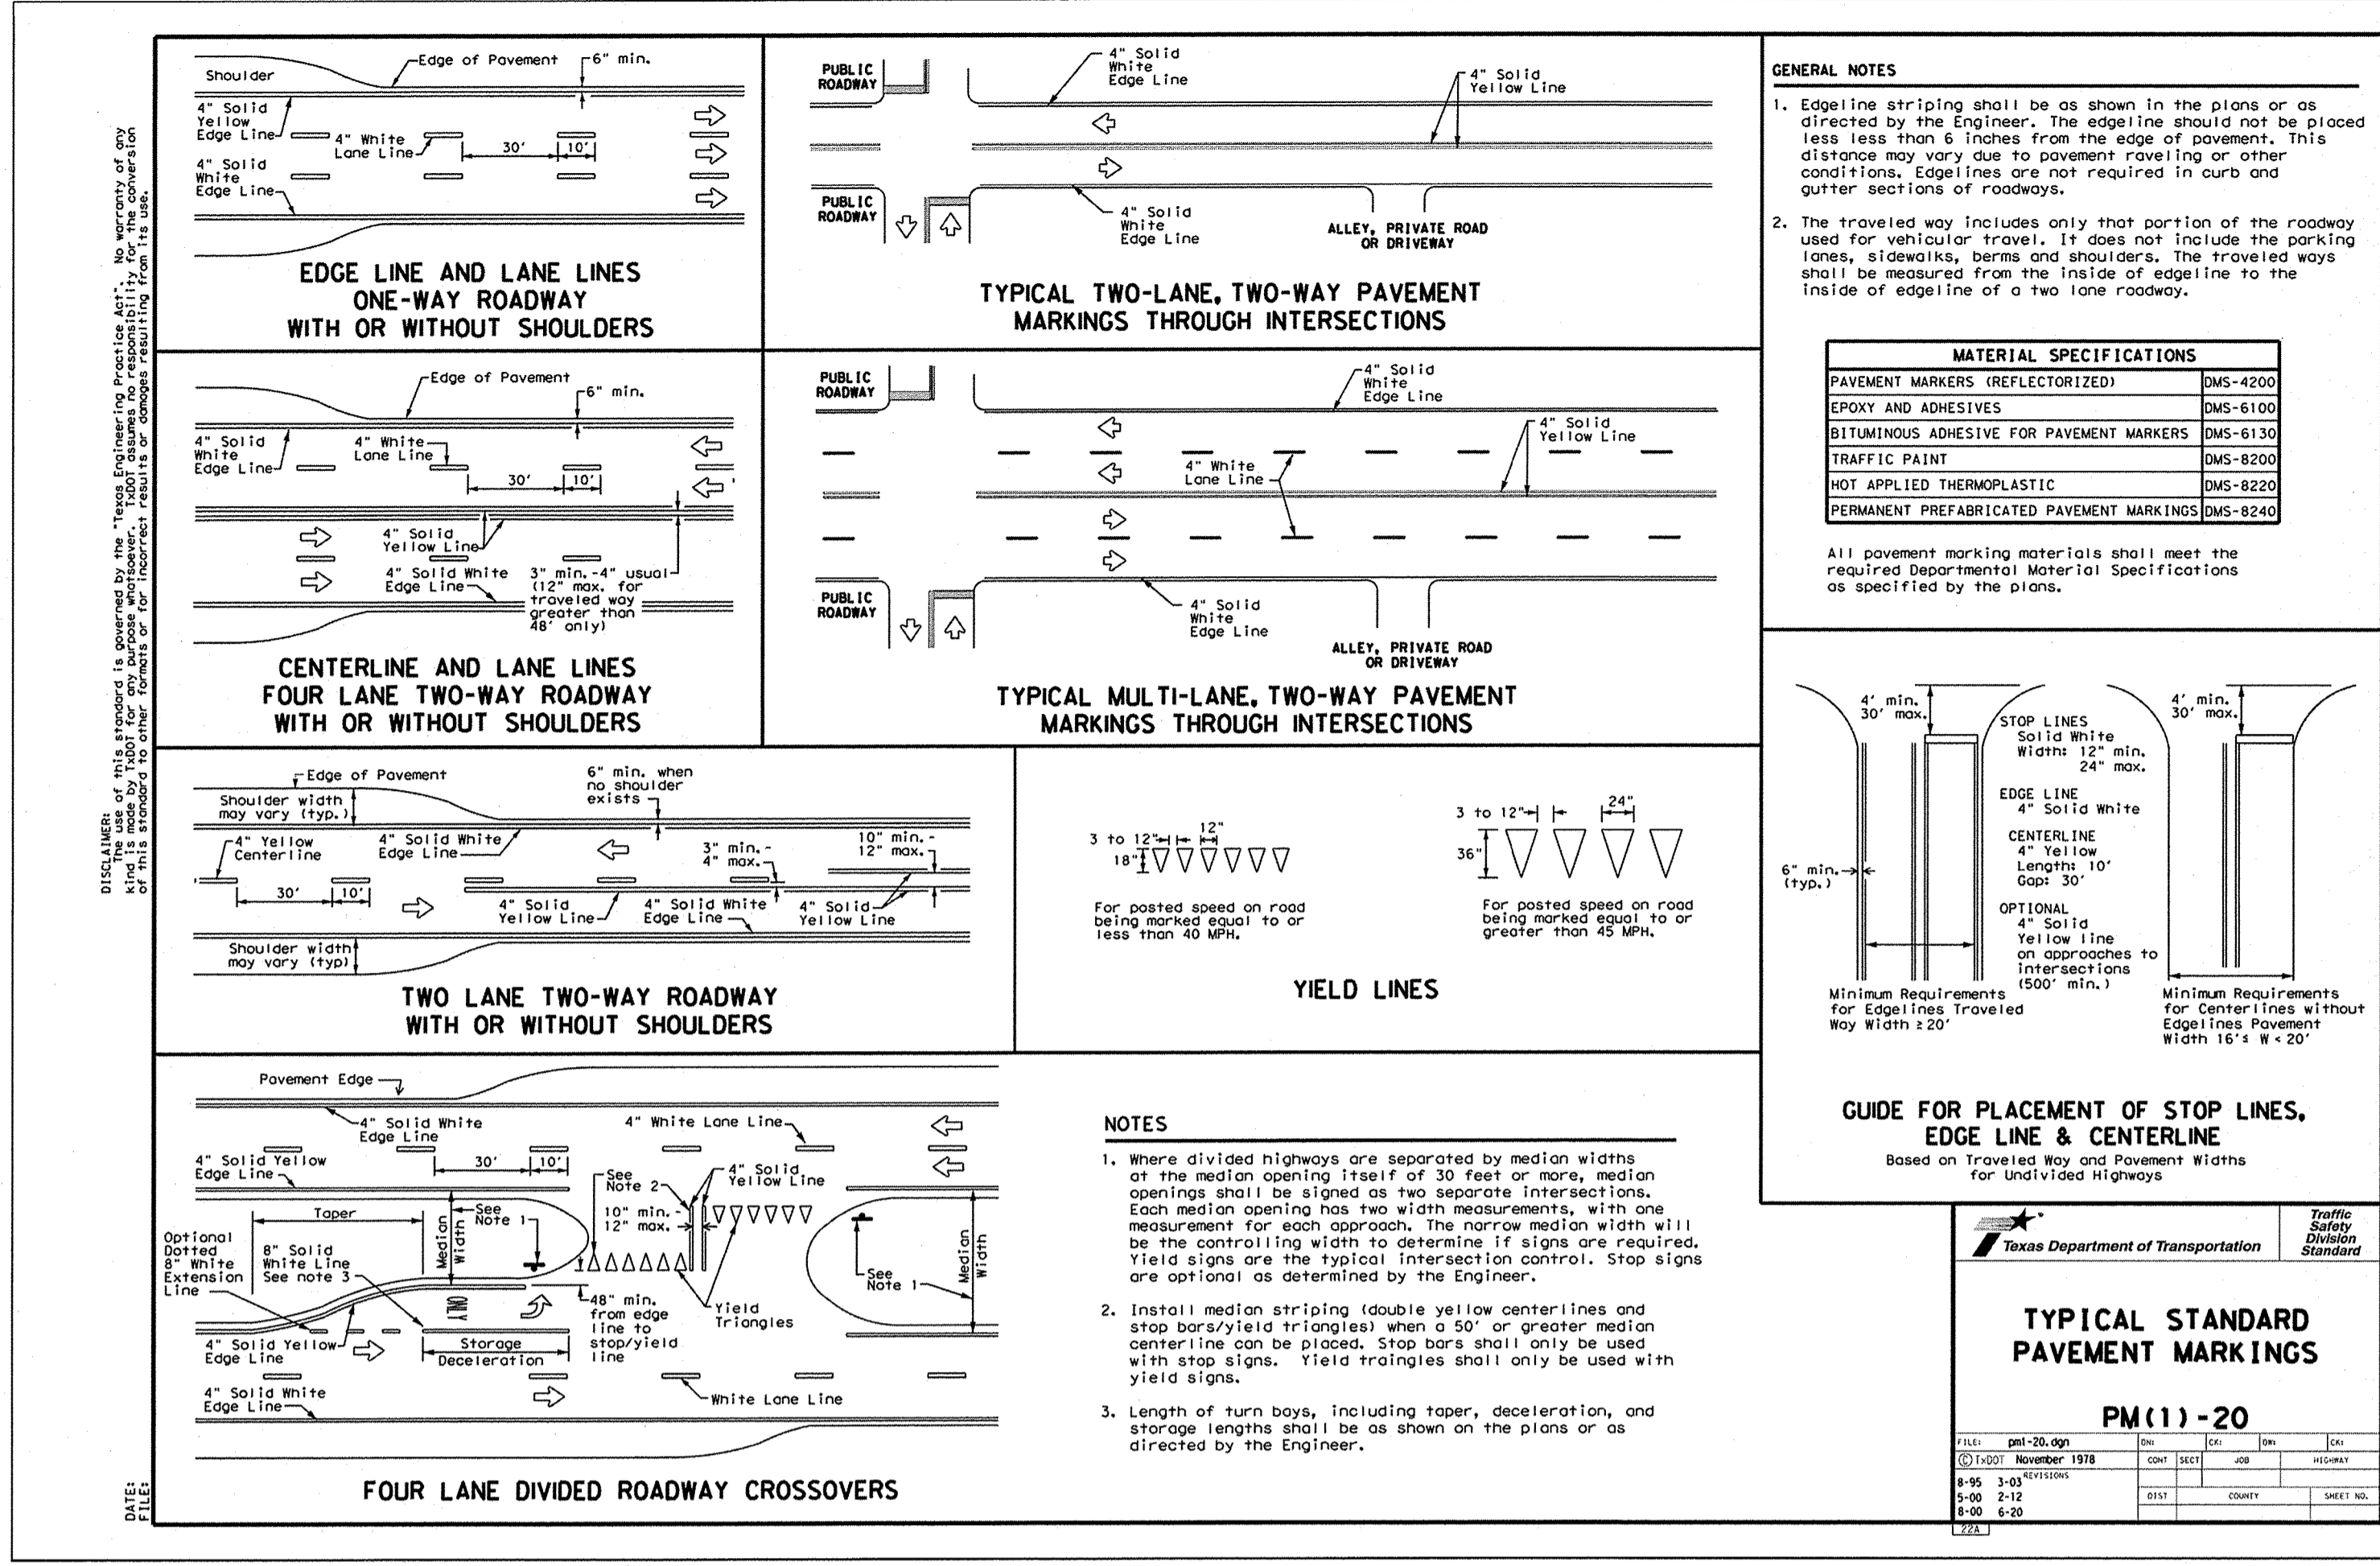 DISCLAIMER:
The use of this standard is governed by the "Texas Engineering Practice Act". No warranty of any
kind is made by TxDOT for any purpose whatsoever. TxDOT assumes no responsibility for the conversion
of this standard to other formats or for incorrect results or damages resulting from its use.
DATE:
FILE:
Shoulder
Edge of Pavement
6" min.
4" Solid
Yellow
Edge Line
4" White
Lane Line
30'
10'
4" Solid
White
Edge Line
EDGE LINE AND LANE LINES
ONE-WAY ROADWAY
WITH OR WITHOUT SHOULDERS
PUBLIC
ROADWAY
4" Solid
White
Edge Line
4" Solid
Yellow Line
PUBLIC
ROADWAY
4" Solid
White
Edge Line
ALLEY, PRIVATE ROAD
OR DRIVEWAY
TYPICAL TWO-LANE, TWO-WAY PAVEMENT
MARKINGS THROUGH INTERSECTIONS
Edge of Pavement
6" min.
4" Solid
White
Edge Line
4" White
Lane Line
30'
10'
4" Solid
Yellow Line
4" Solid White
Edge Line
3" min.-4" usual
(12" max. for
traveled way
greater than
48' only)
CENTERLINE AND LANE LINES
FOUR LANE TWO-WAY ROADWAY
WITH OR WITHOUT SHOULDERS
PUBLIC
ROADWAY
4" Solid
White
Edge Line
4" Solid
Yellow Line
4" White
Lane Line
PUBLIC
ROADWAY
4" Solid
White
Edge Line
ALLEY, PRIVATE ROAD
OR DRIVEWAY
TYPICAL MULTI-LANE, TWO-WAY PAVEMENT
MARKINGS THROUGH INTERSECTIONS
Edge of Pavement
Shoulder width
may vary (typ.)
6" min. when
no shoulder
exists
4" Yellow
Centerline
4" Solid White
Edge Line
3" min.-
4" max.
10" min.-
12" max.
30'
10'
4" Solid
Yellow Line
4" Solid White
Edge Line
4" Solid
Yellow Line
Shoulder width
may vary (typ)
TWO LANE TWO-WAY ROADWAY
WITH OR WITHOUT SHOULDERS
3 to 12"
12"
18"
For posted speed on road
being marked equal to or
less than 40 MPH.
3 to 12"
24"
36"
For posted speed on road
being marked equal to or
greater than 45 MPH.
YIELD LINES
Pavement Edge
4" Solid White
Edge Line
4" White Lane Line
4" Solid Yellow
Edge Line
30'
10'
See
Note 2
4" Solid
Yellow Line
Taper
Median
Width
See
Note 1
10" min.-
12" max.
Optional
Dotted
8" White
Extension
Line
8" Solid
White Line
See note 3
ONLY
48" min.
from edge
line to
stop/yield
line
Yield
Triangles
See
Note 1
Median
Width
4" Solid Yellow
Edge Line
Storage
Deceleration
4" Solid White
Edge Line
White Lane Line
FOUR LANE DIVIDED ROADWAY CROSSOVERS
NOTES
1. Where divided highways are separated by median widths
at the median opening itself of 30 feet or more, median
openings shall be signed as two separate intersections.
Each median opening has two width measurements, with one
measurement for each approach. The narrow median width will
be the controlling width to determine if signs are required.
Yield signs are the typical intersection control. Stop signs
are optional as determined by the Engineer.
2. Install median striping (double yellow centerlines and
stop bars/yield triangles) when a 50' or greater median
centerline can be placed. Stop bars shall only be used
with stop signs. Yield traingles shall only be used with
yield signs.
3. Length of turn bays, including taper, deceleration, and
storage lengths shall be as shown on the plans or as
directed by the Engineer.
GENERAL NOTES
1. Edgeline striping shall be as shown in the plans or as
directed by the Engineer. The edgeline should not be placed
less less than 6 inches from the edge of pavement. This
distance may vary due to pavement raveling or other
conditions. Edgelines are not required in curb and
gutter sections of roadways.
2. The traveled way includes only that portion of the roadway
used for vehicular travel. It does not include the parking
lanes, sidewalks, berms and shoulders. The traveled ways
shall be measured from the inside of edgeline to the
inside of edgeline of a two lane roadway.
MATERIAL SPECIFICATIONS
PAVEMENT MARKERS (REFLECTORIZED) DMS-4200
EPOXY AND ADHESIVES DMS-6100
BITUMINOUS ADHESIVE FOR PAVEMENT MARKERS DMS-6130
TRAFFIC PAINT DMS-8200
HOT APPLIED THERMOPLASTIC DMS-8220
PERMANENT PREFABRICATED PAVEMENT MARKINGS DMS-8240
All pavement marking materials shall meet the
required Departmental Material Specifications
as specified by the plans.
4' min.
30' max.
4' min.
30' max.
STOP LINES
Solid White
Width: 12" min.
24" max.
EDGE LINE
4" Solid White
CENTERLINE
4" Yellow
Length: 10'
Gap: 30'
6" min.
(typ.)
OPTIONAL
4" Solid
Yellow line
on approaches to
intersections
(500' min.)
Minimum Requirements
for Edgelines Traveled
Way Width ≥ 20'
Minimum Requirements
for Centerlines without
Edgelines Pavement
Width 16'≤ W < 20'
GUIDE FOR PLACEMENT OF STOP LINES,
EDGE LINE & CENTERLINE
Based on Traveled Way and Pavement Widths
for Undivided Highways
Texas Department of Transportation
Traffic
Safety
Division
Standard
TYPICAL STANDARD
PAVEMENT MARKINGS
PM(1)-20
FILE: pm1-20.dgn DN: CK: DW: CK:
© TxDOT November 1978 CONT SECT JOB HIGHWAY
REVISIONS
8-95 3-03
5-00 2-12
8-00 6-20
DIST COUNTY SHEET NO.
22A